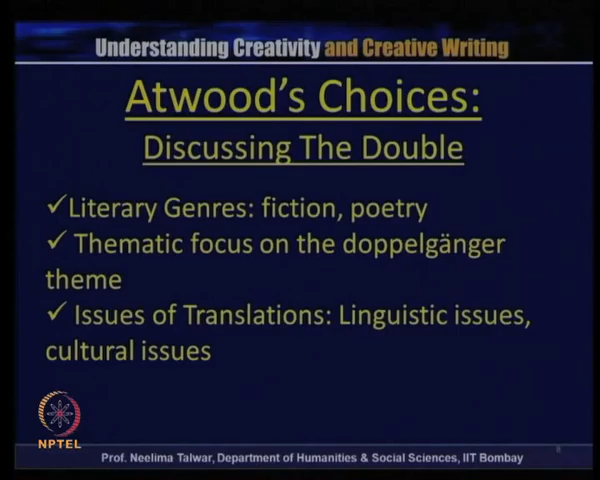 Understanding Creativity and Creative Writing
Atwood's Choices:
Discussing The Double
✓Literary Genres: fiction, poetry
✓ Thematic focus on the doppelgänger
theme
✓ Issues of Translations: Linguistic issues,
cultural issues
NPTEL
Prof. Neelima Talwar, Department of Humanities & Social Sciences, IIT Bombay